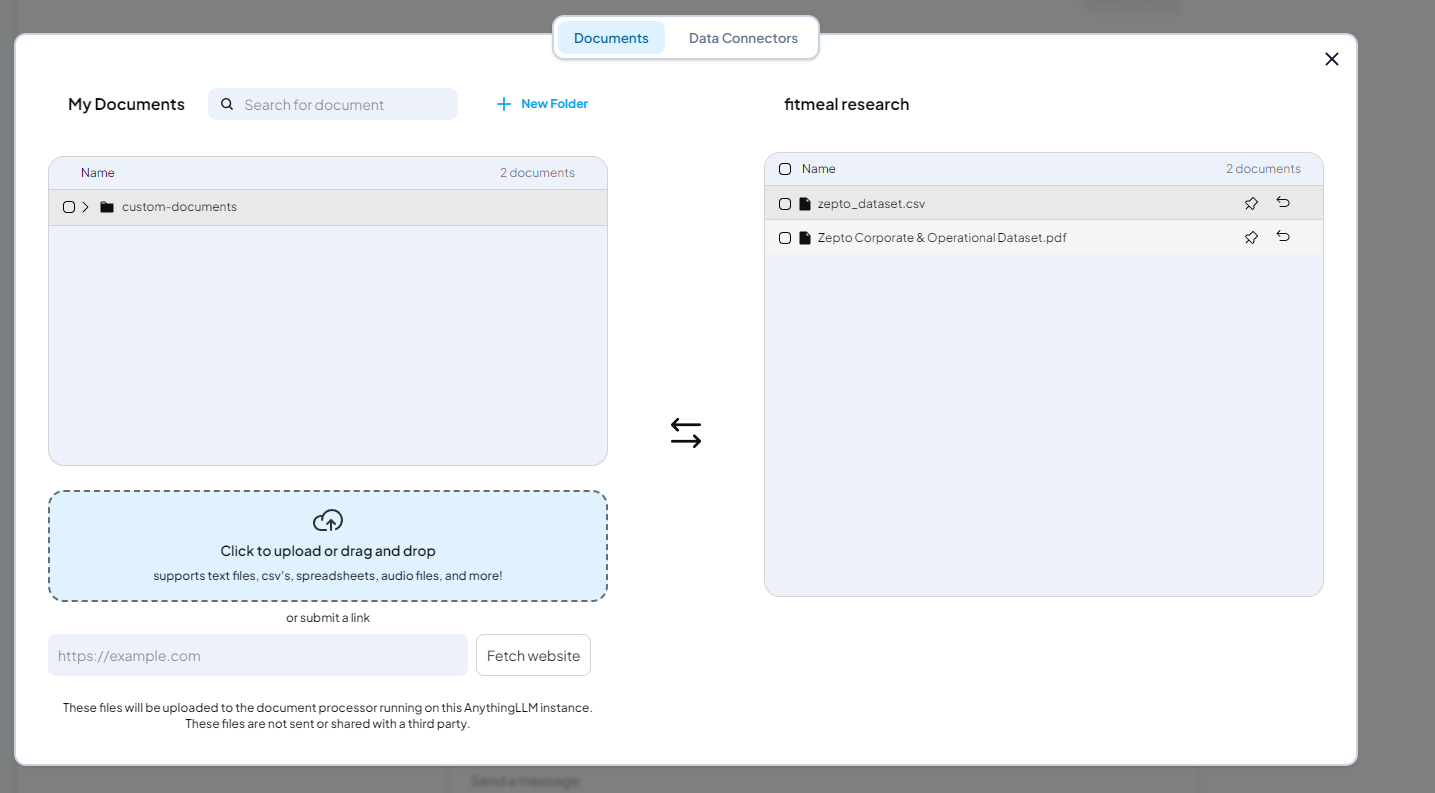 Documents
Data Connectors
My Documents
Search for document
New Folder
fitmeal research
Name
2 documents
custom-documents
Name
2 documents
zepto_dataset.csv
Zepto Corporate & Operational Dataset.pdf
Click to upload or drag and drop
supports text files, csv's, spreadsheets, audio files, and more!
or submit a link
https://example.com
Fetch website
These files will be uploaded to the document processor running on this AnythingLLM instance.
These files are not sent or shared with a third party.
Send a message